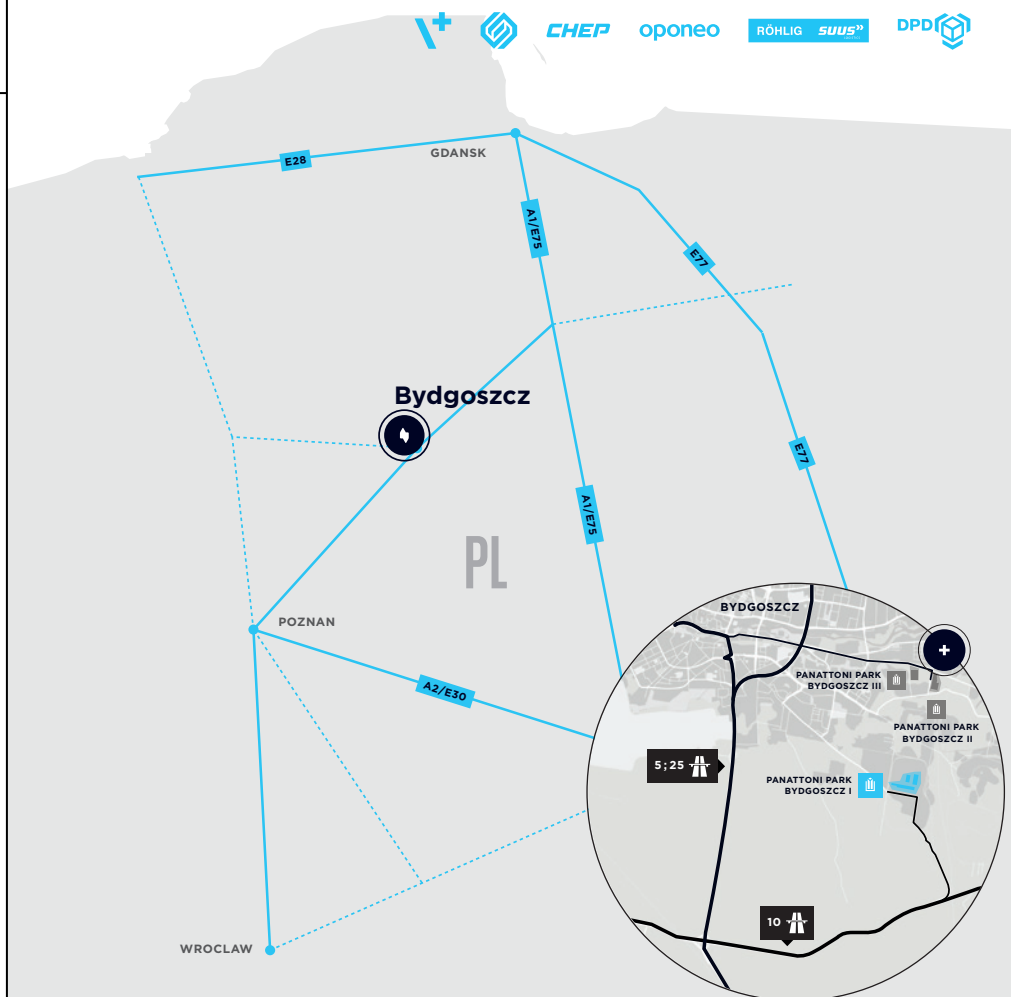 CHEP
oponeo
RÖHLIG SUUS
DPD
E28
GDANSK
A1/E75
E77
Bydgoszcz
E77
A1/E75
PL
POZNAN
A2/E30
WROCLAW
BYDGOSZCZ
PANATTONI PARK
BYDGOSZCZ III
PANATTONI PARK
BYDGOSZCZ II
5;25
PANATTONI PARK
BYDGOSZCZ I
10